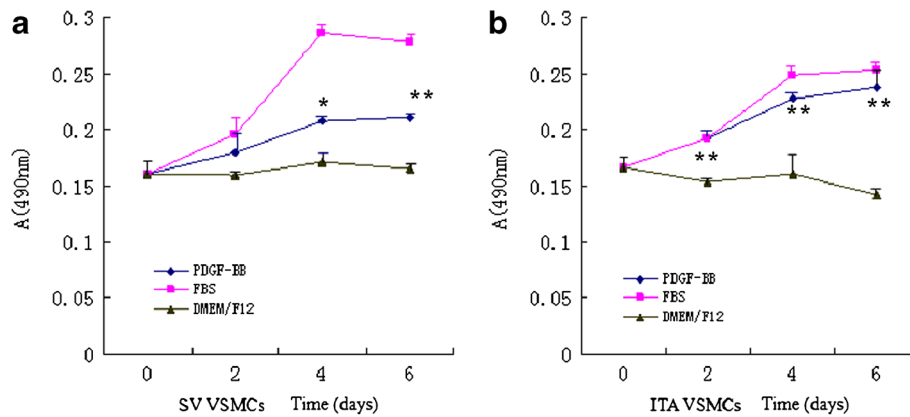 a
0.3
0.25
0.2
0.15
0.1
0.05
0
A(490nm)
*
**
PDGF-BB
FBS
DMEM/F12
0 2 4 6
SV VSMCs Time (days)
b
0.3
0.25
0.2
0.15
0.1
0.05
0
A(490nm)
**
**
**
PDGF-BB
FBS
DMEM/F12
0 2 4 6
ITA VSMCs Time (days)